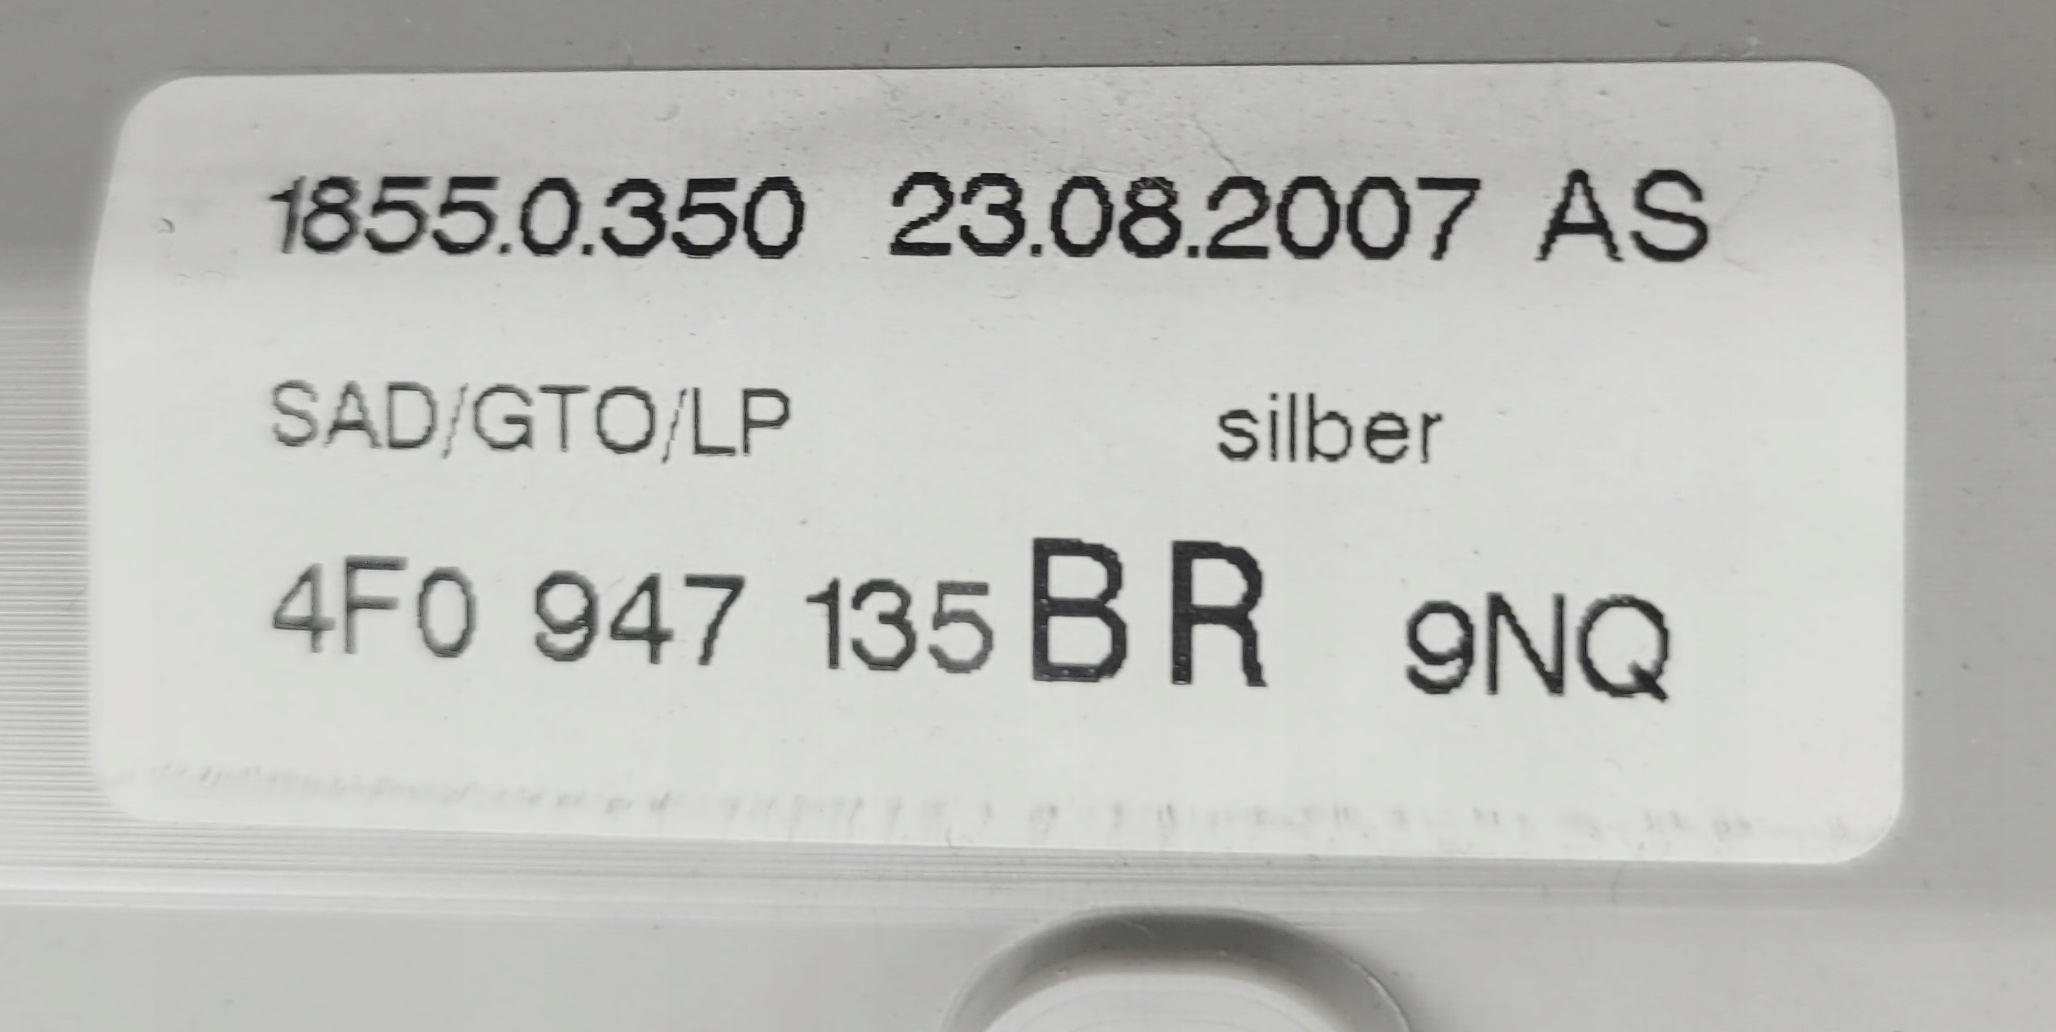 1855.0.350 23.08.2007 AS
SAD/GTO/LP silber
4F0 947 135 BR 9NQ